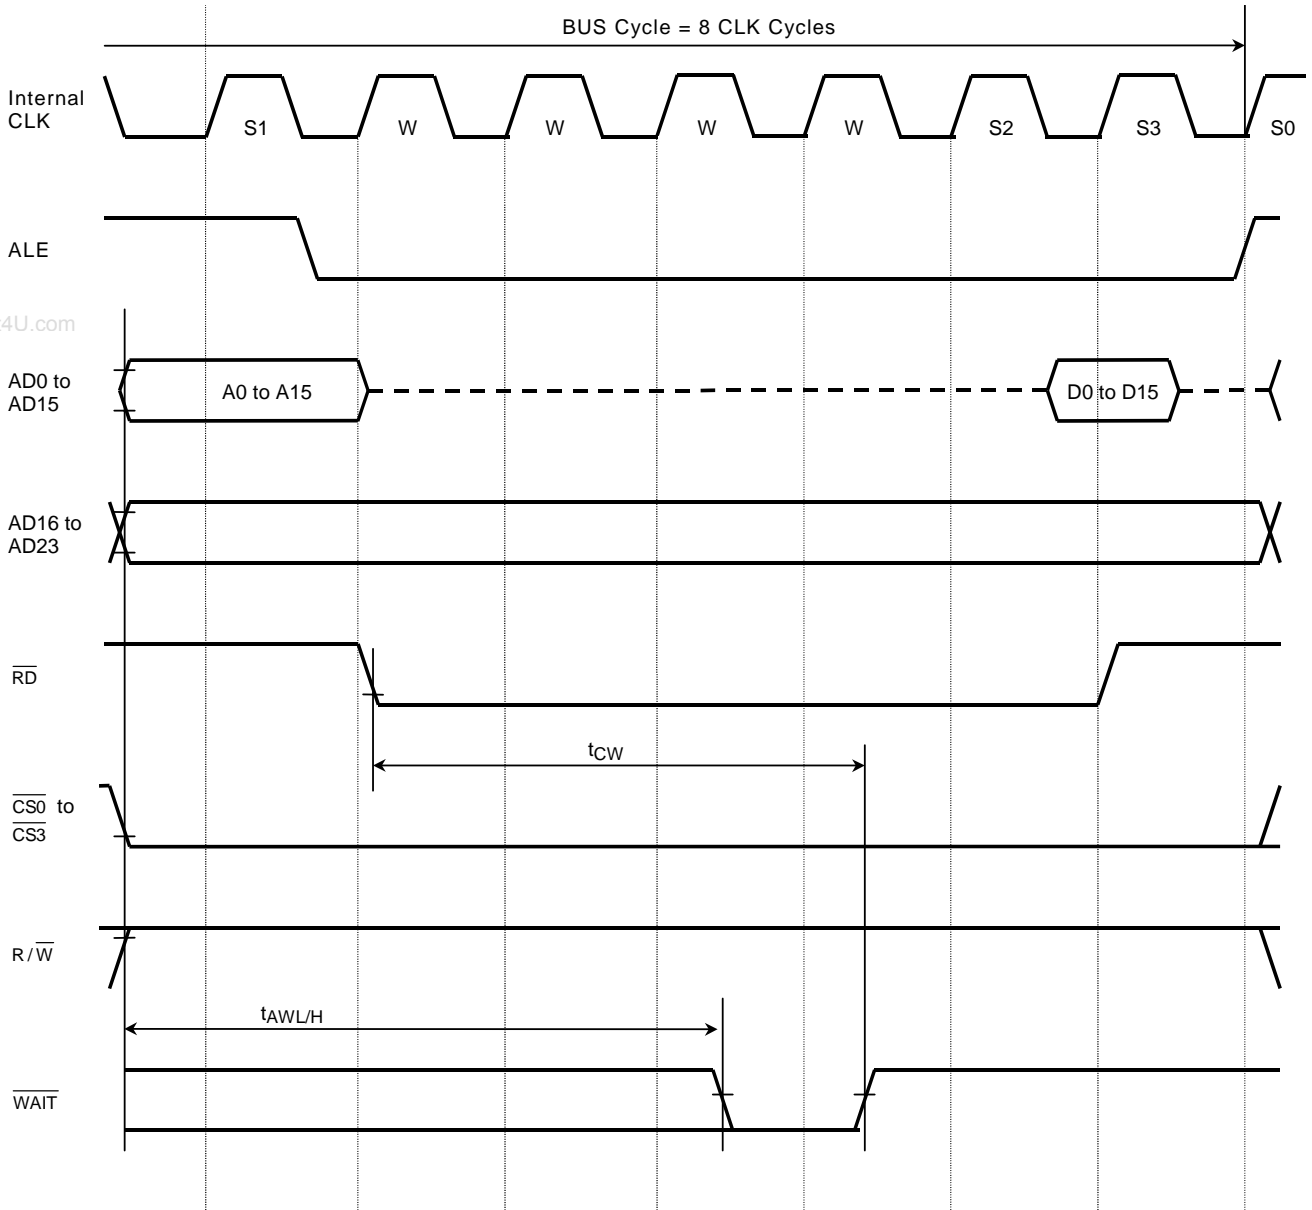 BUS Cycle = 8 CLK Cycles
Internal
CLK
S1
W
W
W
W
S2
S3
S0
ALE
t4U.com
AD0 to
AD15
A0 to A15
D0 to D15
AD16 to
AD23
RD
tCW
CS0 to
CS3
R/W
tAWL/H
WAIT